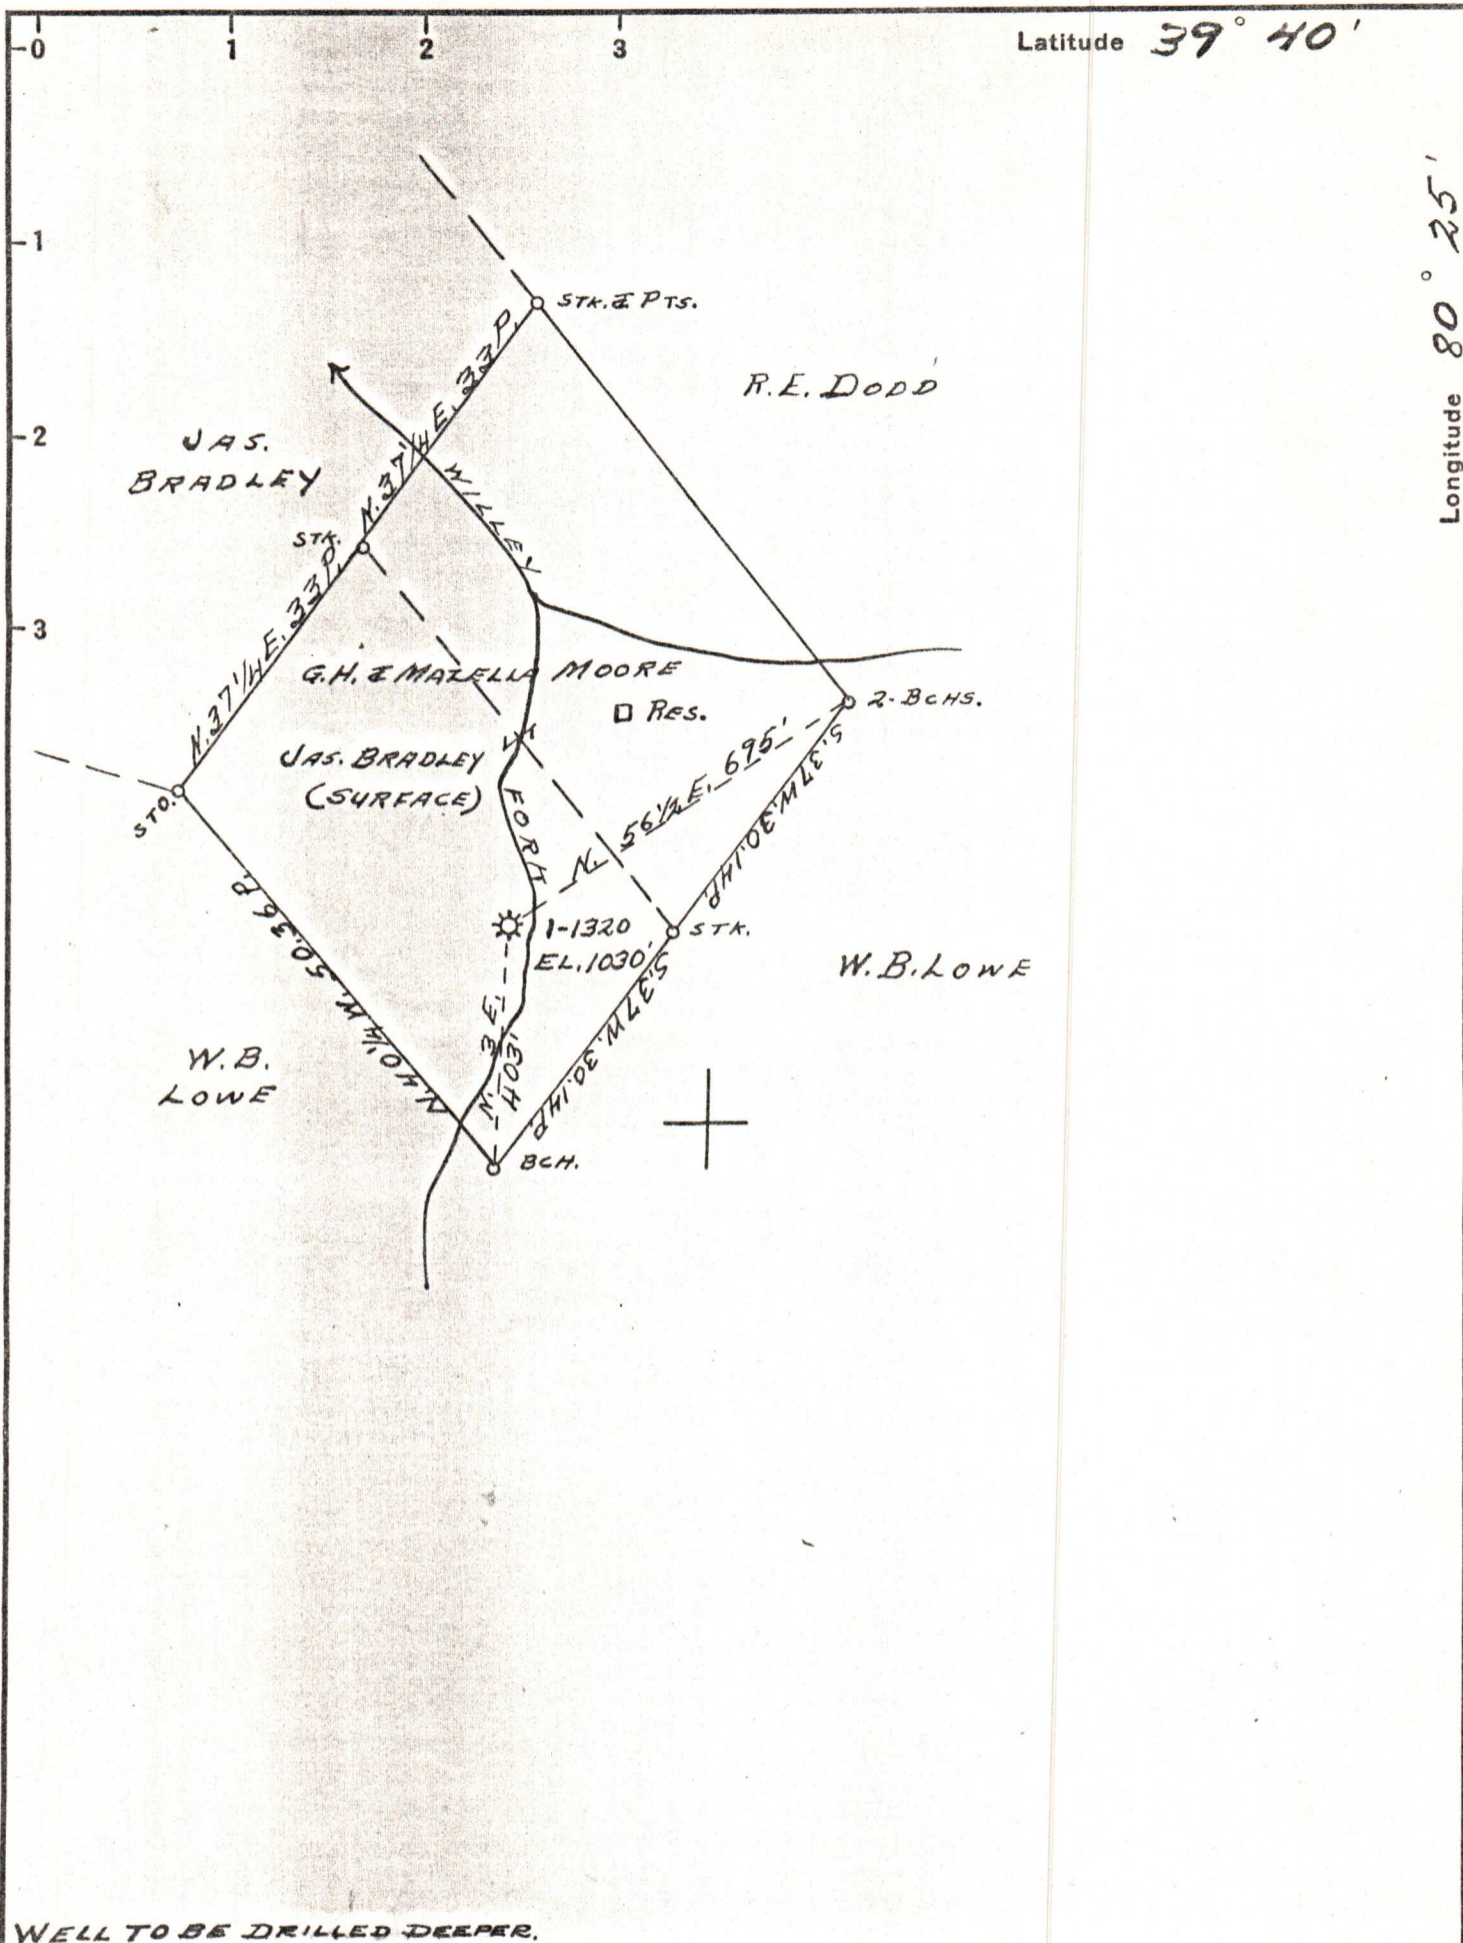 -0 1 2 3
Latitude 39° 40'
Longitude 80° 25'
-1
-2
-3
STK. & PTS.
R.E. DODD
JAS.
BRADLEY
N. 37 1/4 E. 33 P.
WILLEY
STK.
N. 37 1/4 E. 33 P.
G.H. & MAZELLA MOORE
RES.
2-BCHS.
JAS. BRADLEY
(SURFACE)
STO.
FORK
N. 56 1/2 E. 695'
S. 37 W. 30.14 P.
1-1320
EL. 1030'
STK.
W.B. LOWE
N. 40 1/4 W. 50.36 P.
S. 37 W. 30.14 P.
N. 3 E.
403'
W.B.
LOWE
BCH.
WELL TO BE DRILLED DEEPER.